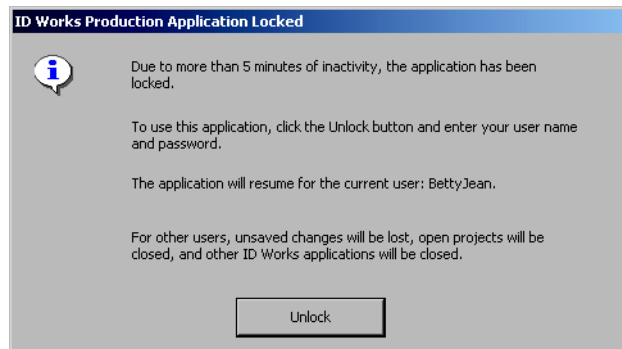 ID Works Production Application Locked
Due to more than 5 minutes of inactivity, the application has been
locked.
To use this application, click the Unlock button and enter your user name
and password.
The application will resume for the current user: BettyJean.
For other users, unsaved changes will be lost, open projects will be
closed, and other ID Works applications will be closed.
Unlock